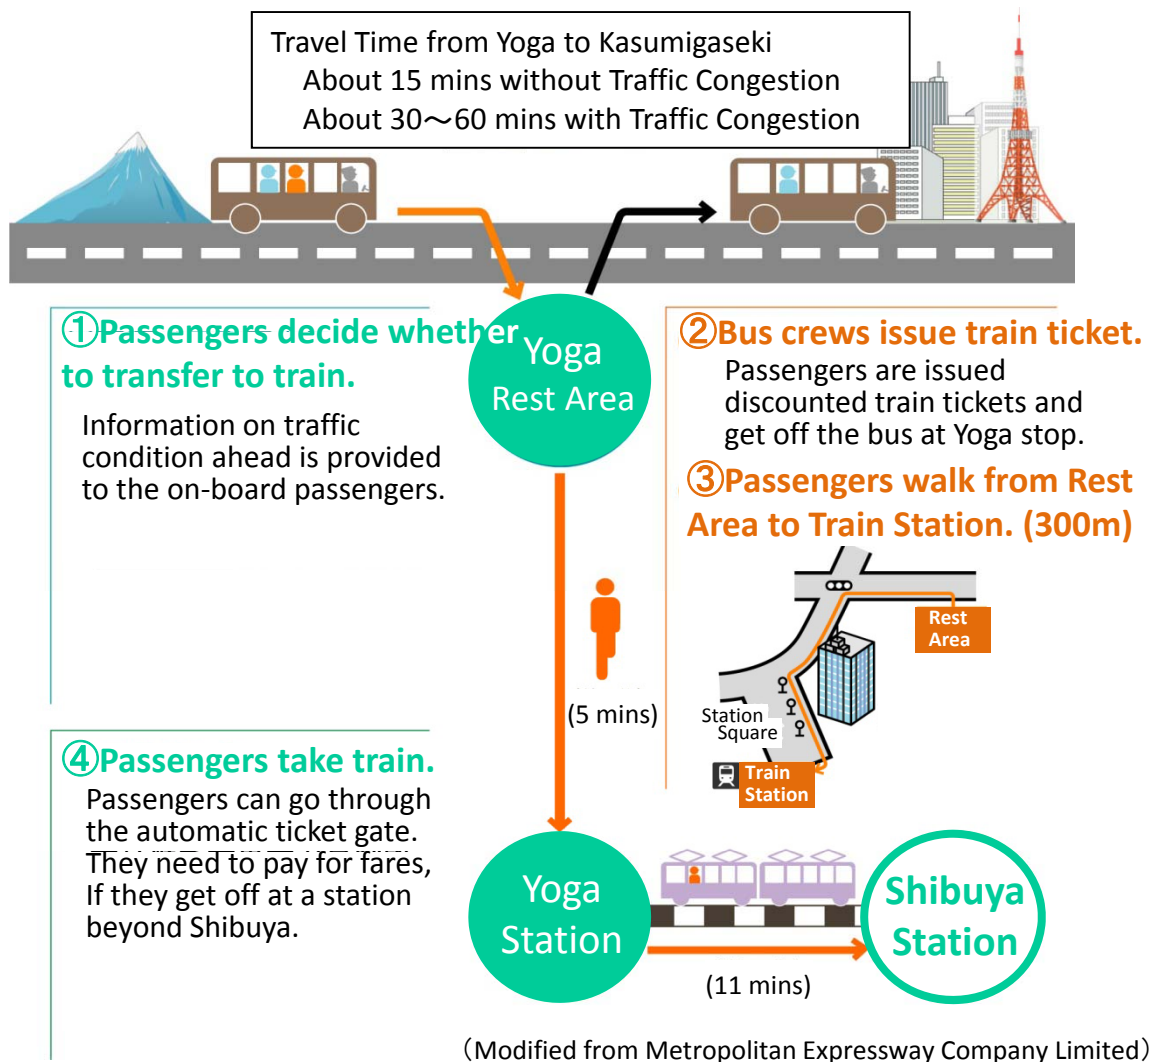 Travel Time from Yoga to Kasumigaseki
About 15 mins without Traffic Congestion
About 30～60 mins with Traffic Congestion
①Passengers decide whether
to transfer to train.
Information on traffic
condition ahead is provided
to the on-board passengers.
Yoga
Rest Area
②Bus crews issue train ticket.
Passengers are issued
discounted train tickets and
get off the bus at Yoga stop.
③Passengers walk from Rest
Area to Train Station. (300m)
Rest
Area
Station
Square
Train
Station
(5 mins)
④Passengers take train.
Passengers can go through
the automatic ticket gate.
They need to pay for fares,
If they get off at a station
beyond Shibuya.
Yoga
Station
(11 mins)
Shibuya
Station
（Modified from Metropolitan Expressway Company Limited）